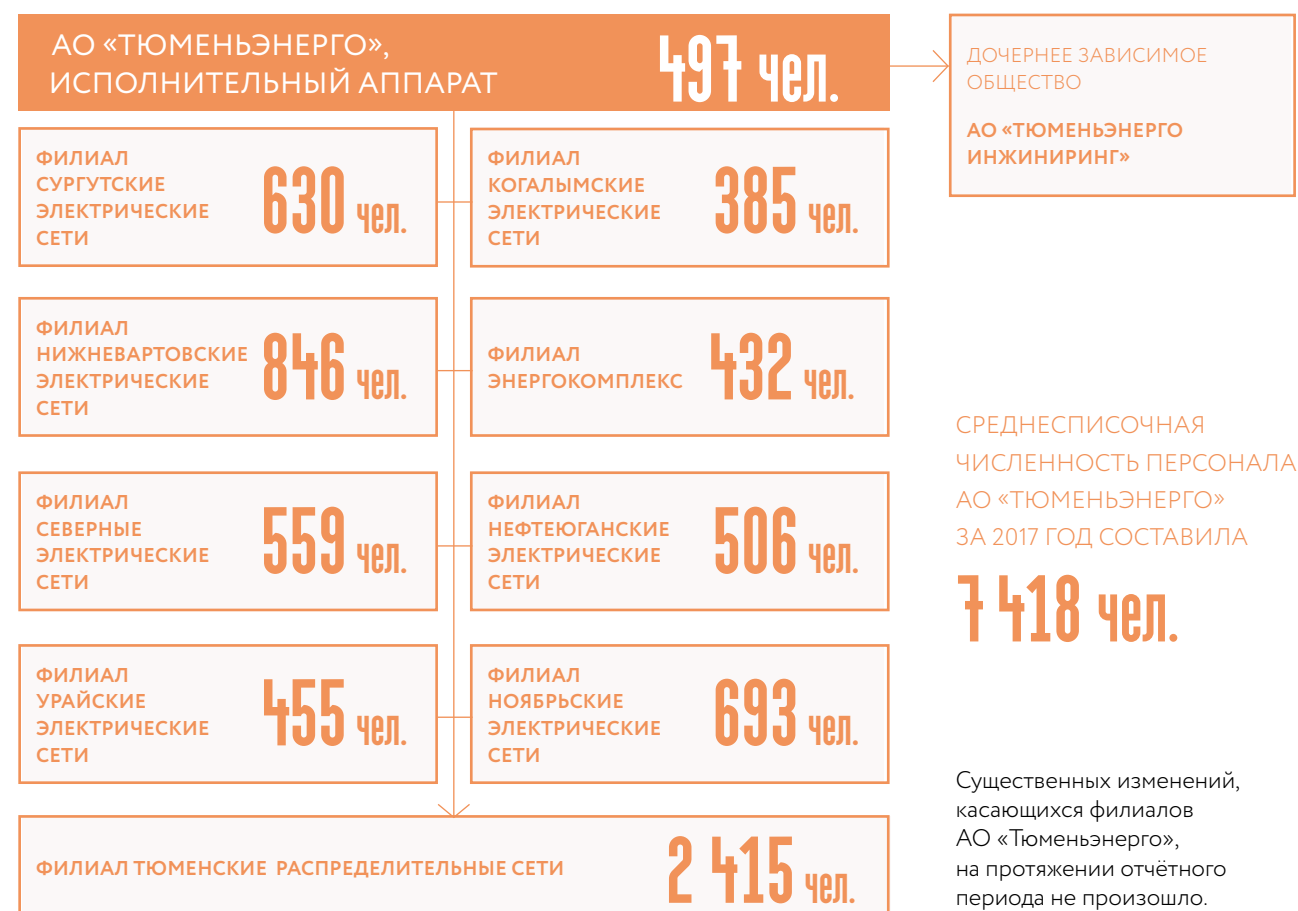 АО «ТЮМЕНЬЭНЕРГО»,
ИСПОЛНИТЕЛЬНЫЙ АППАРАТ
497 чел.
ДОЧЕРНЕЕ ЗАВИСИМОЕ
ОБЩЕСТВО
АО «ТЮМЕНЬЭНЕРГО
ИНЖИНИРИНГ»
ФИЛИАЛ
СУРГУТСКИЕ
ЭЛЕКТРИЧЕСКИЕ
СЕТИ
630 чел.
ФИЛИАЛ
КОГАЛЫМСКИЕ
ЭЛЕКТРИЧЕСКИЕ
СЕТИ
385 чел.
ФИЛИАЛ
НИЖНЕВАРТОВСКИЕ
ЭЛЕКТРИЧЕСКИЕ
СЕТИ
846 чел.
ФИЛИАЛ
ЭНЕРГОКОМПЛЕКС
432 чел.
ФИЛИАЛ
СЕВЕРНЫЕ
ЭЛЕКТРИЧЕСКИЕ
СЕТИ
559 чел.
ФИЛИАЛ
НЕФТЕЮГАНСКИЕ
ЭЛЕКТРИЧЕСКИЕ
СЕТИ
506 чел.
ФИЛИАЛ
УРАЙСКИЕ
ЭЛЕКТРИЧЕСКИЕ
СЕТИ
455 чел.
ФИЛИАЛ
НОЯБРЬСКИЕ
ЭЛЕКТРИЧЕСКИЕ
СЕТИ
693 чел.
ФИЛИАЛ ТЮМЕНСКИЕ РАСПРЕДЕЛИТЕЛЬНЫЕ СЕТИ
2 415 чел.
СРЕДНЕСПИСОЧНАЯ
ЧИСЛЕННОСТЬ ПЕРСОНАЛА
АО «ТЮМЕНЬЭНЕРГО»
ЗА 2017 ГОД СОСТАВИЛА
7 418 чел.
Существенных изменений,
касающихся филиалов
АО «Тюменьэнерго»,
на протяжении отчётного
периода не произошло.